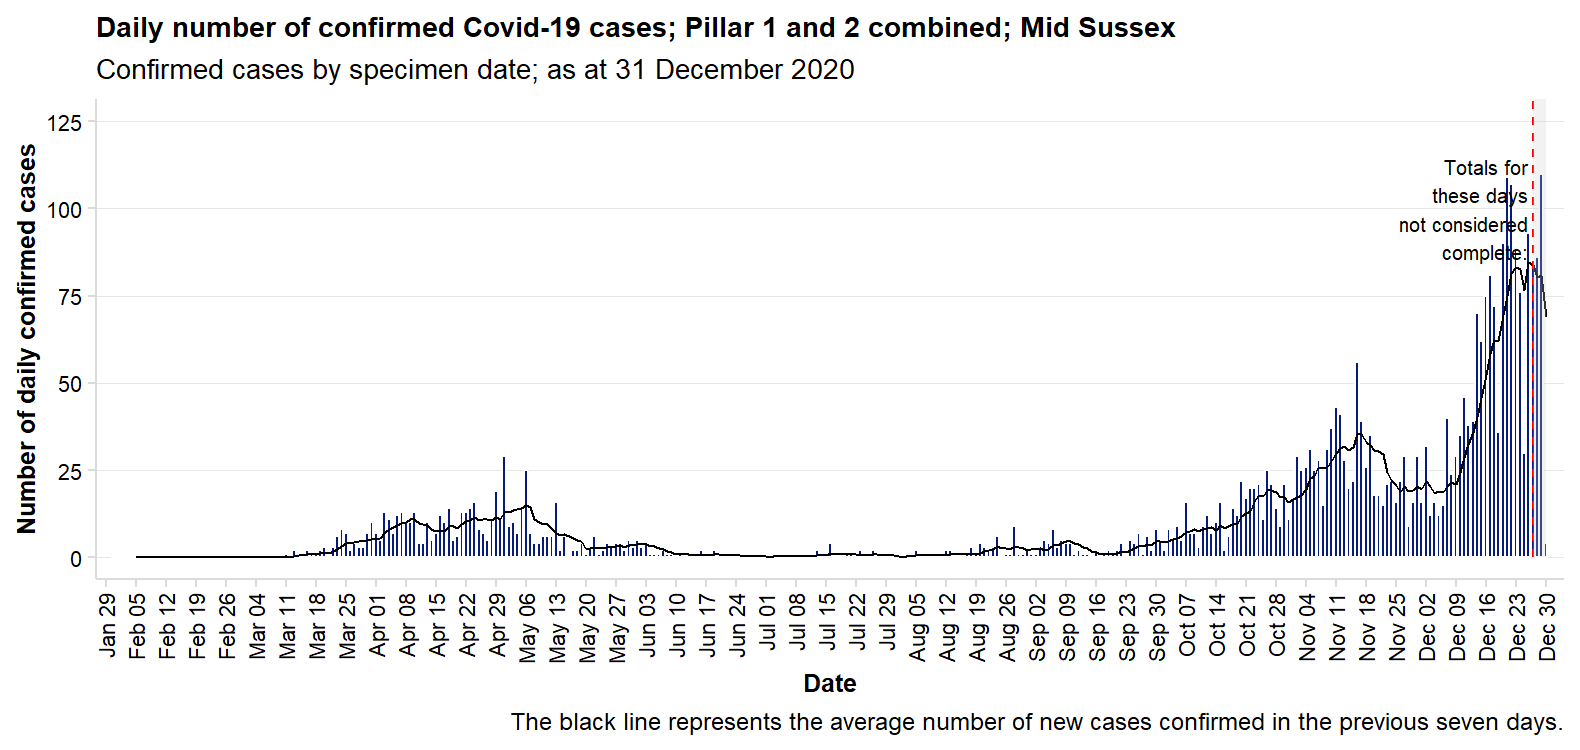 Daily number of confirmed Covid-19 cases; Pillar 1 and 2 combined; Mid Sussex
Confirmed cases by specimen date; as at 31 December 2020
Number of daily confirmed cases
125
100
75
50
25
0
Totals for
these days
not considered
complete:
Jan 29
Feb 05
Feb 12
Feb 19
Feb 26
Mar 04
Mar 11
Mar 18
Mar 25
Apr 01
Apr 08
Apr 15
Apr 22
Apr 29
May 06
May 13
May 20
May 27
Jun 03
Jun 10
Jun 17
Jun 24
Jul 01
Jul 08
Jul 15
Jul 22
Jul 29
Aug 05
Aug 12
Aug 19
Aug 26
Sep 02
Sep 09
Sep 16
Sep 23
Sep 30
Oct 07
Oct 14
Oct 21
Oct 28
Nov 04
Nov 11
Nov 18
Nov 25
Dec 02
Dec 09
Dec 16
Dec 23
Dec 30
Date
The black line represents the average number of new cases confirmed in the previous seven days.